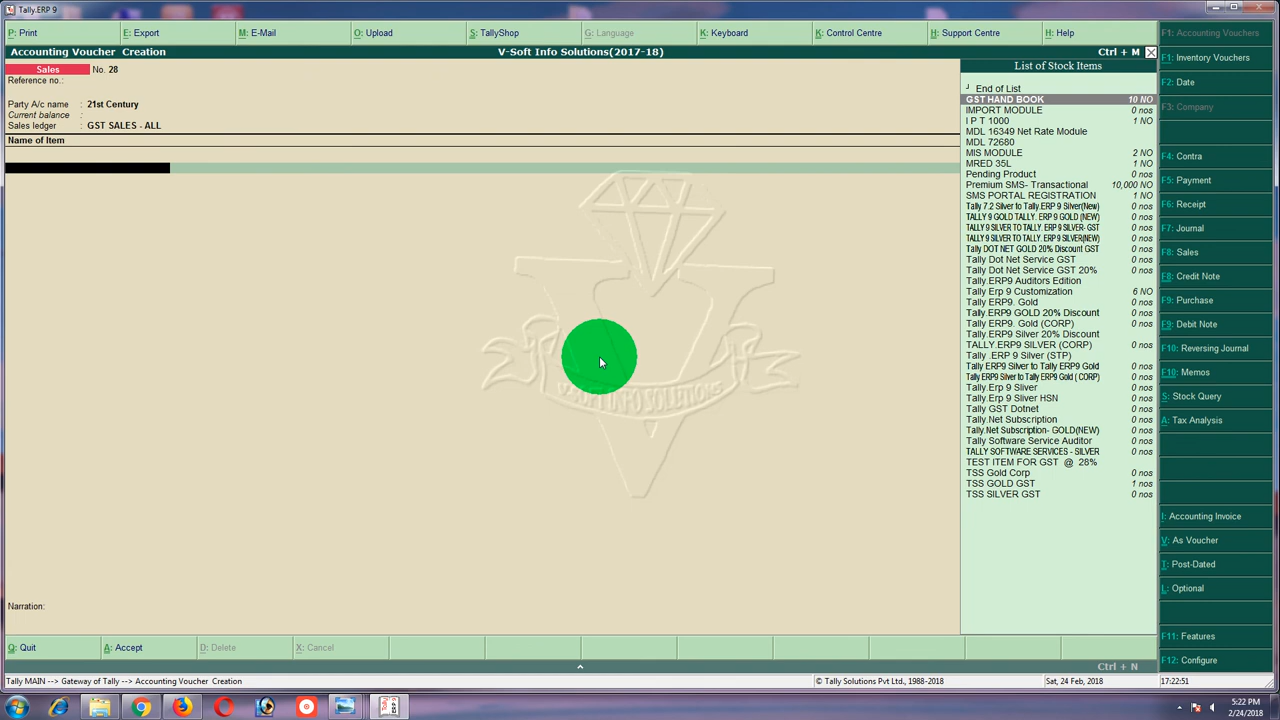 Tally.ERP 9
P: Print
E: Export
M: E-Mail
O: Upload
S: TallyShop
G: Language
K: Keyboard
K: Control Centre
H: Support Centre
H: Help
Accounting Voucher Creation
V-Soft Info Solutions(2017-18)
Ctrl + M
Sales
No. 28
Reference no.:
Party A/c name : 21st Century
Current balance :
Sales ledger : GST SALES - ALL
Name of Item
List of Stock Items
End of List
GST HAND BOOK 10 NO
IMPORT MODULE 0 nos
I P T 1000 1 NO
MDL 16349 Net Rate Module
MDL 72680
MIS MODULE 2 NO
MRED 35L 1 NO
Pending Product 0 nos
Premium SMS- Transactional 10,000 NO
SMS PORTAL REGISTRATION 1 NO
Tally 7.2 Silver to Tally.ERP 9 Silver(New) 0 nos
TALLY 9 GOLD TALLY. ERP 9 GOLD (NEW) 0 nos
TALLY 9 SILVER TO TALLY. ERP 9 SILVER- GST 0 nos
TALLY 9 SILVER TO TALLY. ERP 9 SILVER(NEW) 0 nos
Tally DOT NET GOLD 20% Discount GST 0 nos
Tally Dot Net Service GST 0 nos
Tally Dot Net Service GST 20% 0 nos
Tally.ERP9 Auditors Edition 0 nos
Tally Erp 9 Customization 6 NO
Tally ERP9. Gold 0 nos
Tally.ERP9 GOLD 20% Discount 0 nos
Tally ERP9. Gold (CORP) 0 nos
Tally.ERP9 Silver 20% Discount 0 nos
TALLY.ERP9 SILVER (CORP) 0 nos
Tally .ERP 9 Silver (STP) 0 nos
Tally ERP9 Silver to Tally ERP9 Gold 0 nos
Tally ERP9 Silver to Tally ERP9 Gold ( CORP) 0 nos
Tally.Erp 9 Sliver 0 nos
Tally.Erp 9 Sliver HSN 0 nos
Tally GST Dotnet 0 nos
Tally.Net Subscription 0 nos
Tally.Net Subscription- GOLD(NEW) 0 nos
Tally Software Service Auditor 0 nos
TALLY SOFTWARE SERVICES - SILVER 0 nos
TEST ITEM FOR GST @ 28% 0 nos
TSS Gold Corp 0 nos
TSS GOLD GST 1 nos
TSS SILVER GST 0 nos
F1: Accounting Vouchers
F1: Inventory Vouchers
F2: Date
F3: Company
F4: Contra
F5: Payment
F6: Receipt
F7: Journal
F8: Sales
F8: Credit Note
F9: Purchase
F9: Debit Note
F10: Reversing Journal
F10: Memos
S: Stock Query
A: Tax Analysis
I: Accounting Invoice
V: As Voucher
T: Post-Dated
L: Optional
F11: Features
F12: Configure
V-SOFT INFO SOLUTIONS
Narration:
Q: Quit
A: Accept
D: Delete
X: Cancel
Ctrl + N
Tally MAIN --> Gateway of Tally --> Accounting Voucher Creation
© Tally Solutions Pvt Ltd., 1988-2018
Sat, 24 Feb, 2018
17:22:51
5:22 PM
2/24/2018